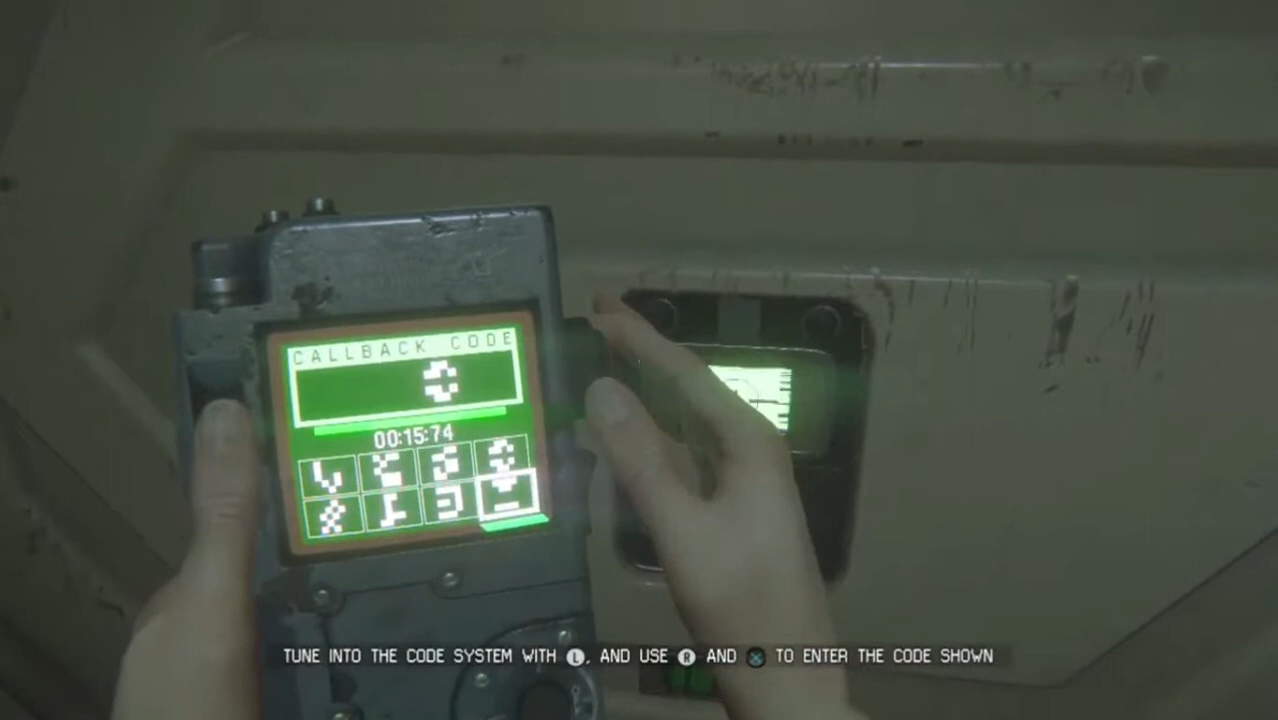 CALLBACK CODE
00:15:74
TUNE INTO THE CODE SYSTEM WITH L, AND USE R AND X TO ENTER THE CODE SHOWN